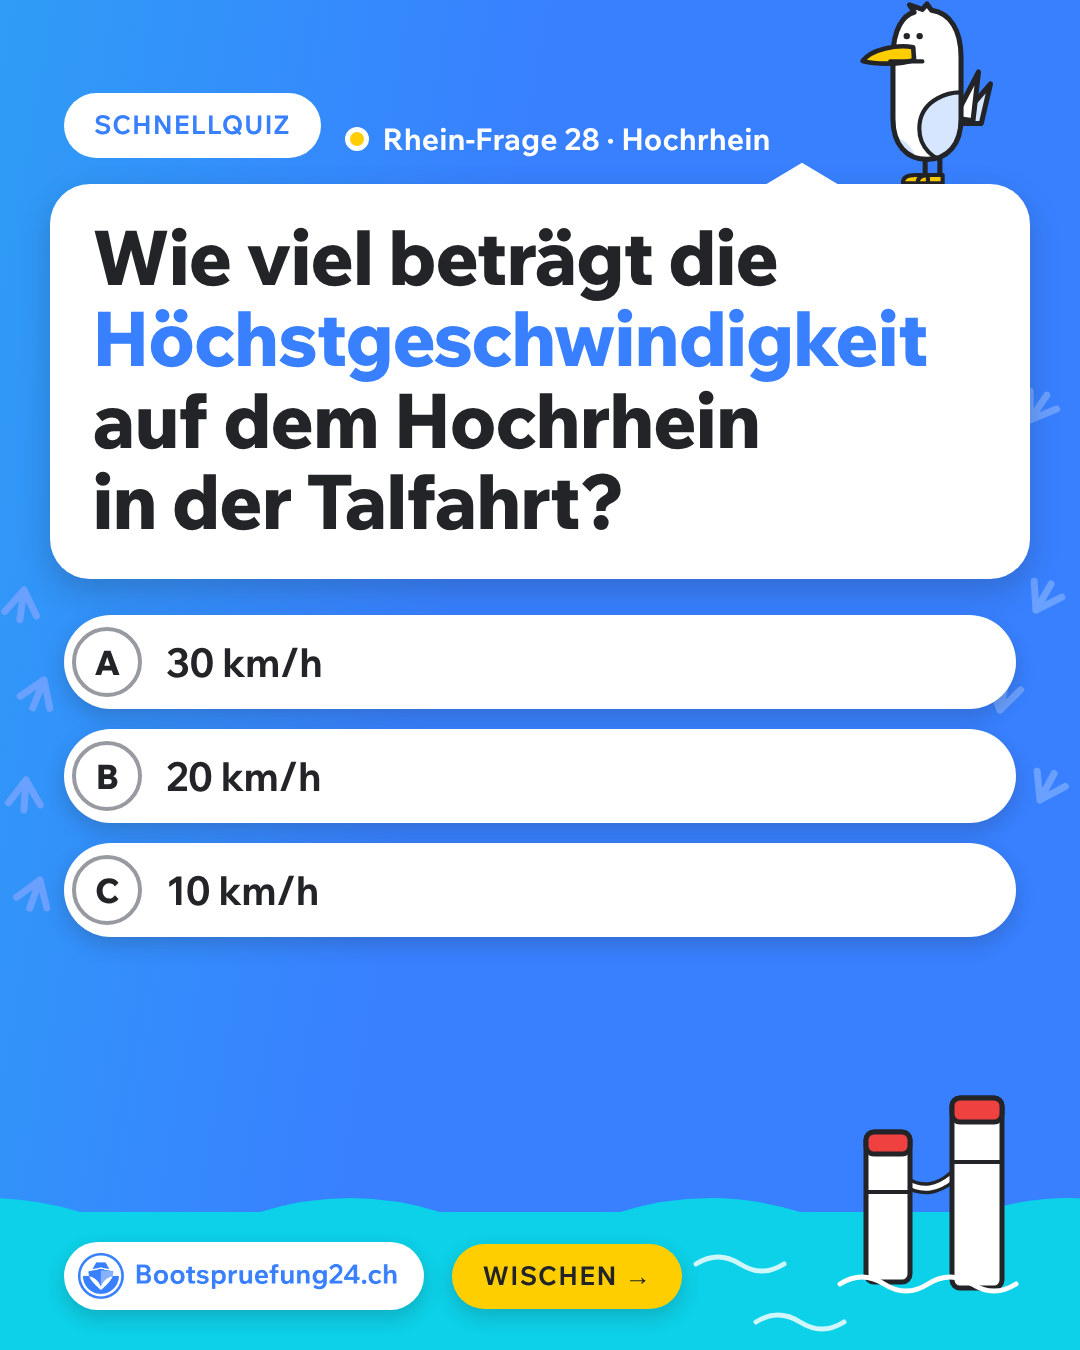 SCHNELLQUIZ
Rhein-Frage 28 · Hochrhein
Wie viel beträgt die
Höchstgeschwindigkeit
auf dem Hochrhein
in der Talfahrt?
A 30 km/h
B 20 km/h
C 10 km/h
Bootspruefung24.ch
WISCHEN →